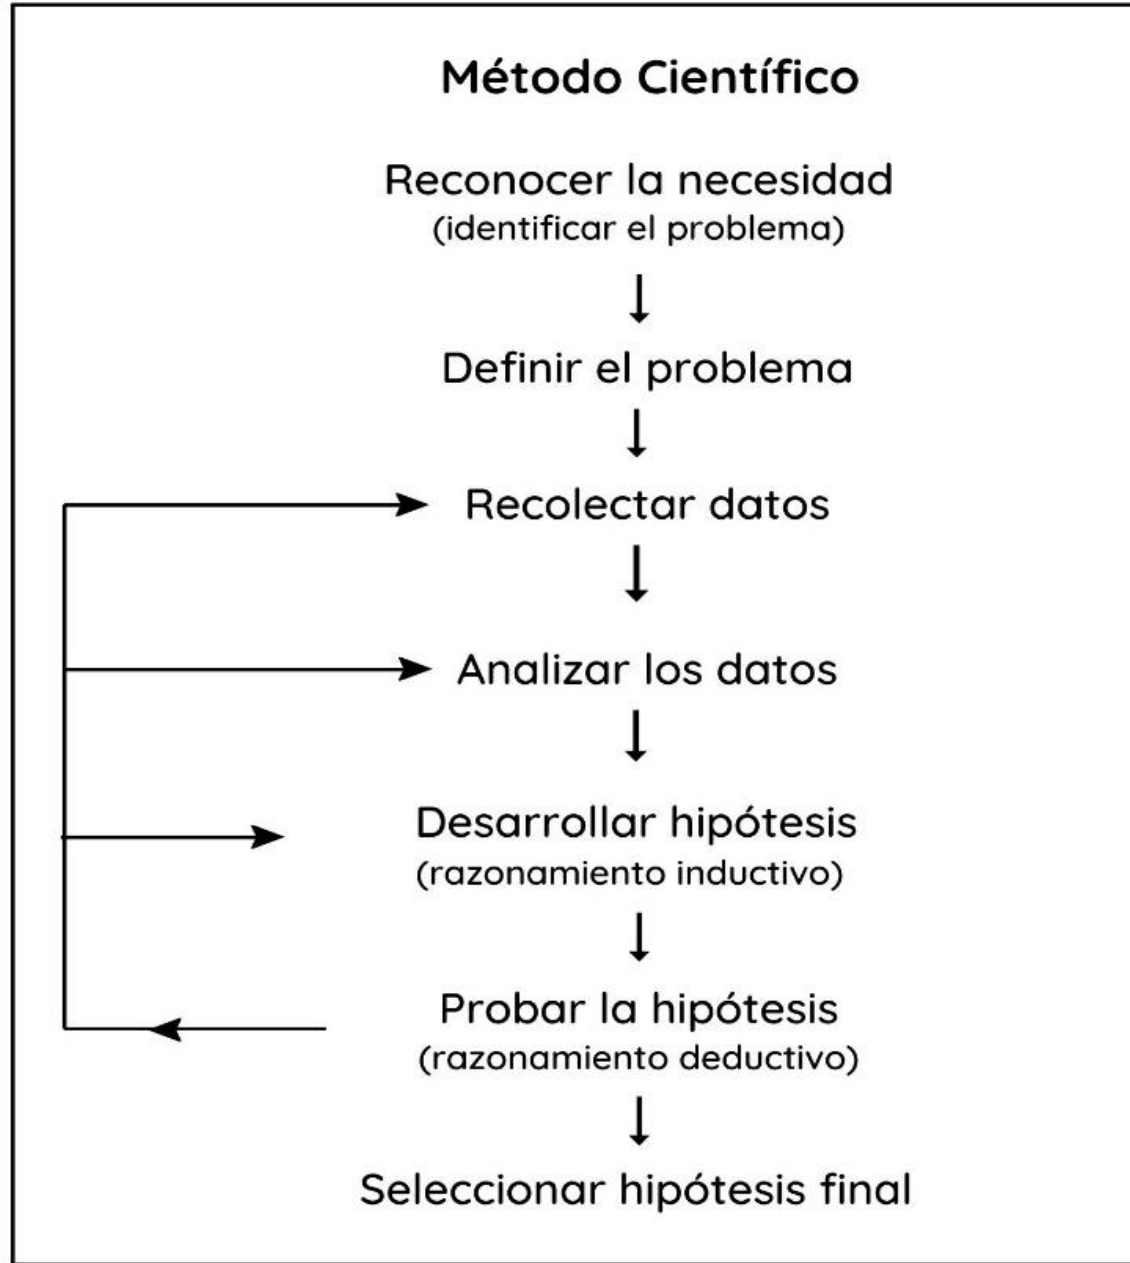 Método Científico
Reconocer la necesidad
(identificar el problema)
Definir el problema
Recolectar datos
Analizar los datos
Desarrollar hipótesis
(razonamiento inductivo)
Probar la hipótesis
(razonamiento deductivo)
Seleccionar hipótesis final